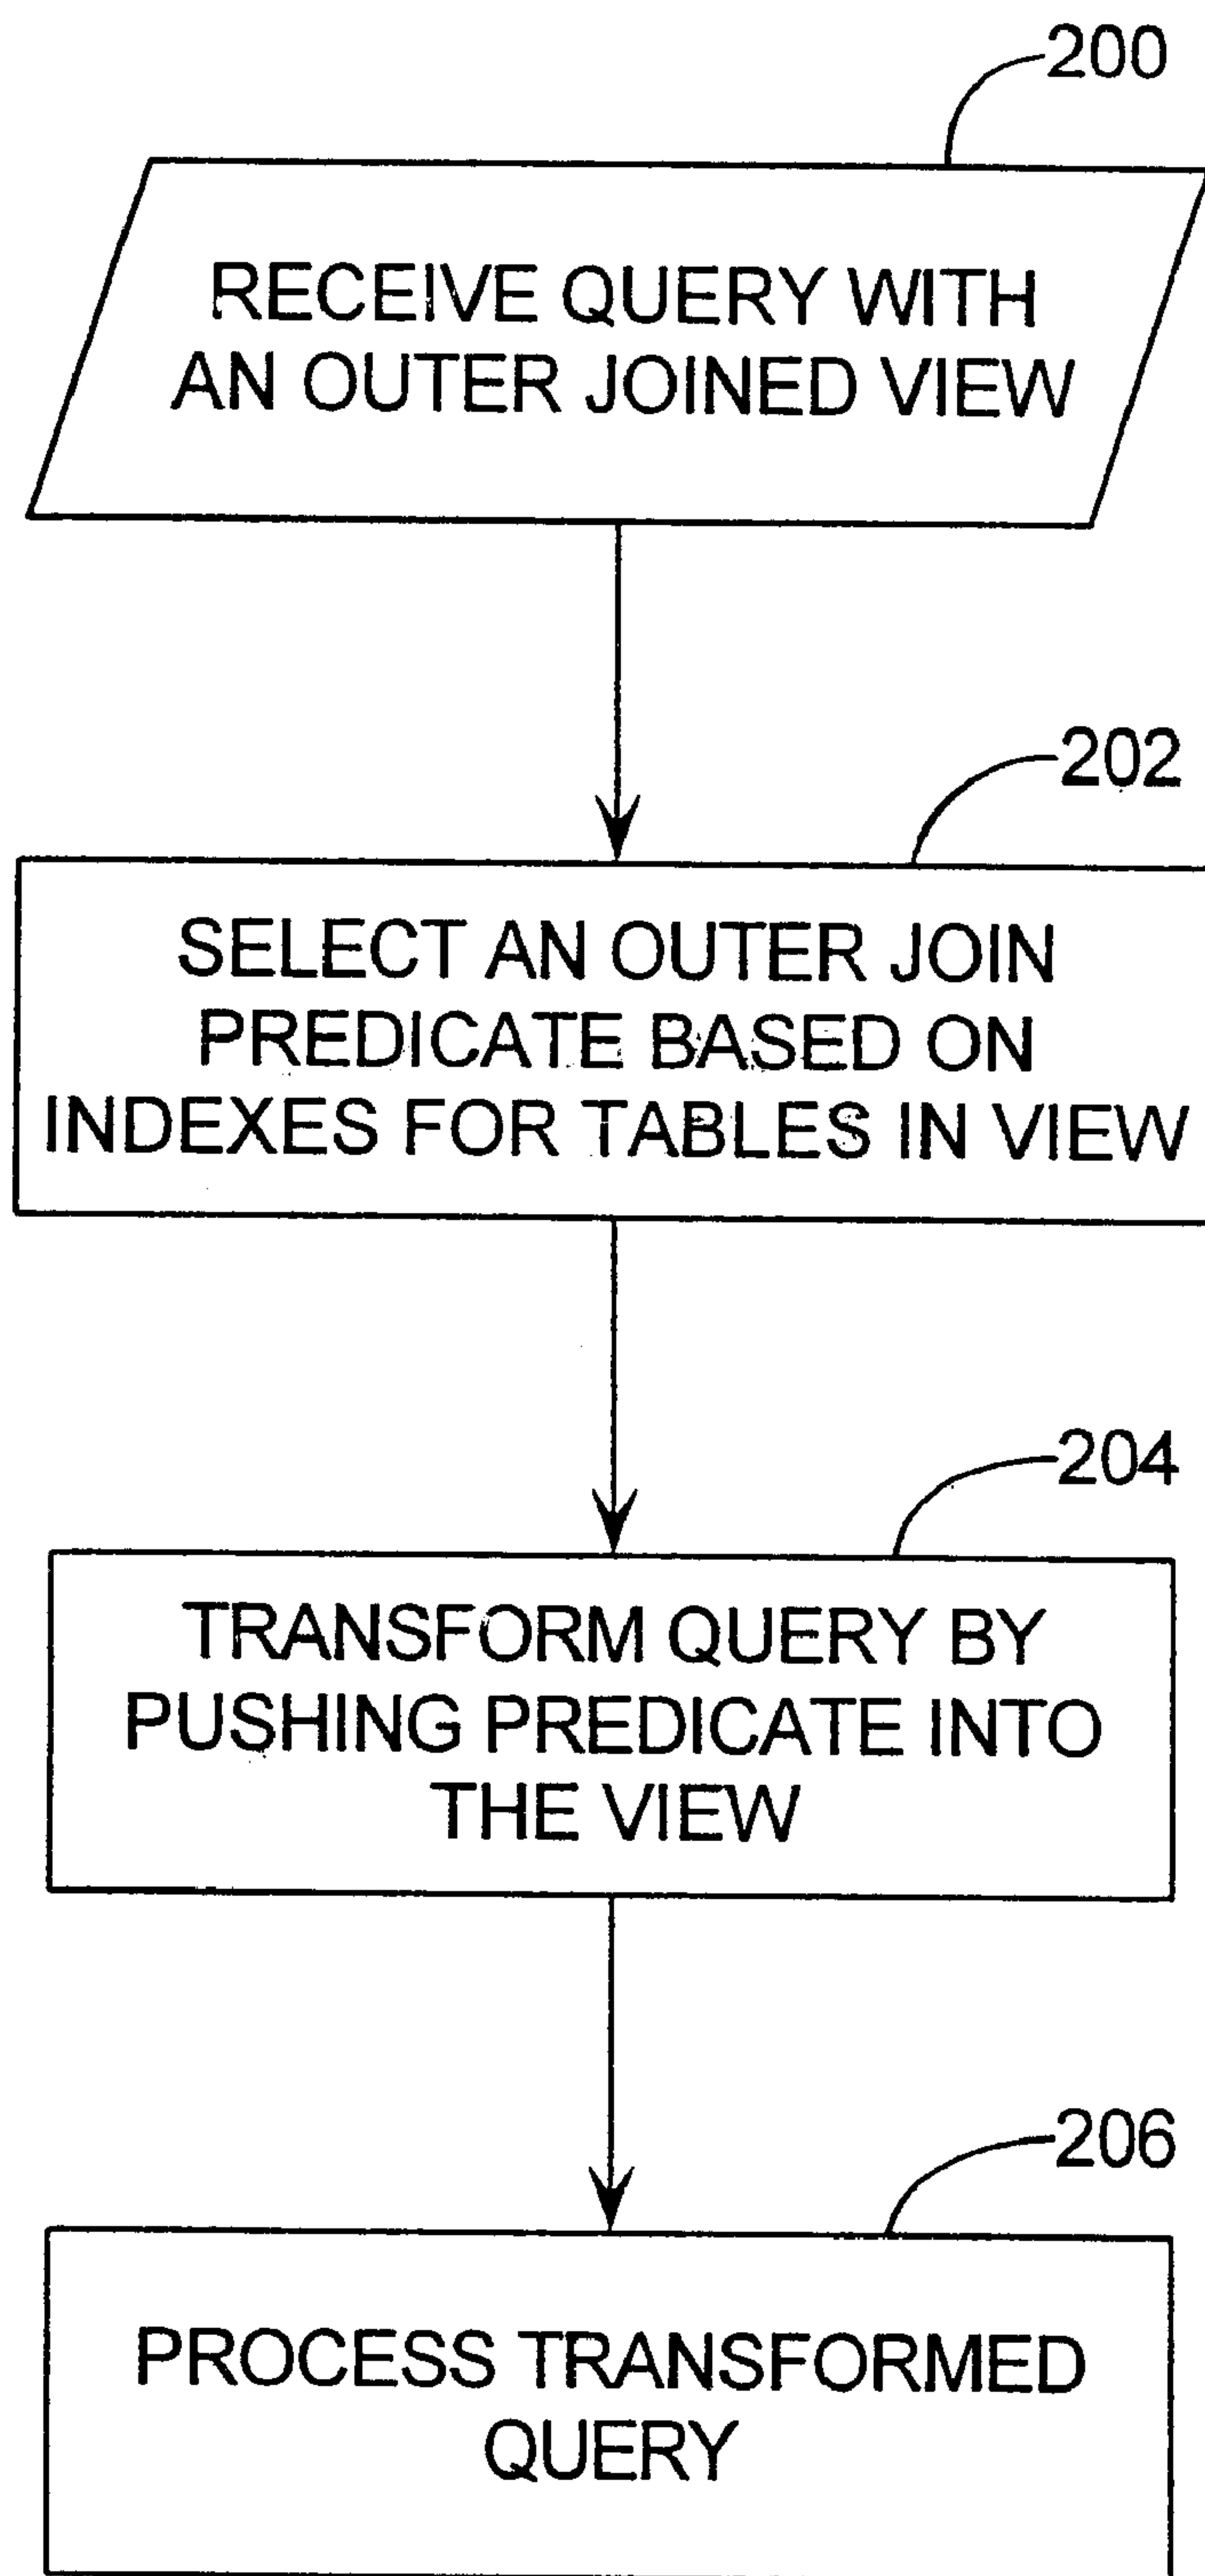 200
RECEIVE QUERY WITH
AN OUTER JOINED VIEW
202
SELECT AN OUTER JOIN
PREDICATE BASED ON
INDEXES FOR TABLES IN VIEW
204
TRANSFORM QUERY BY
PUSHING PREDICATE INTO
THE VIEW
206
PROCESS TRANSFORMED
QUERY